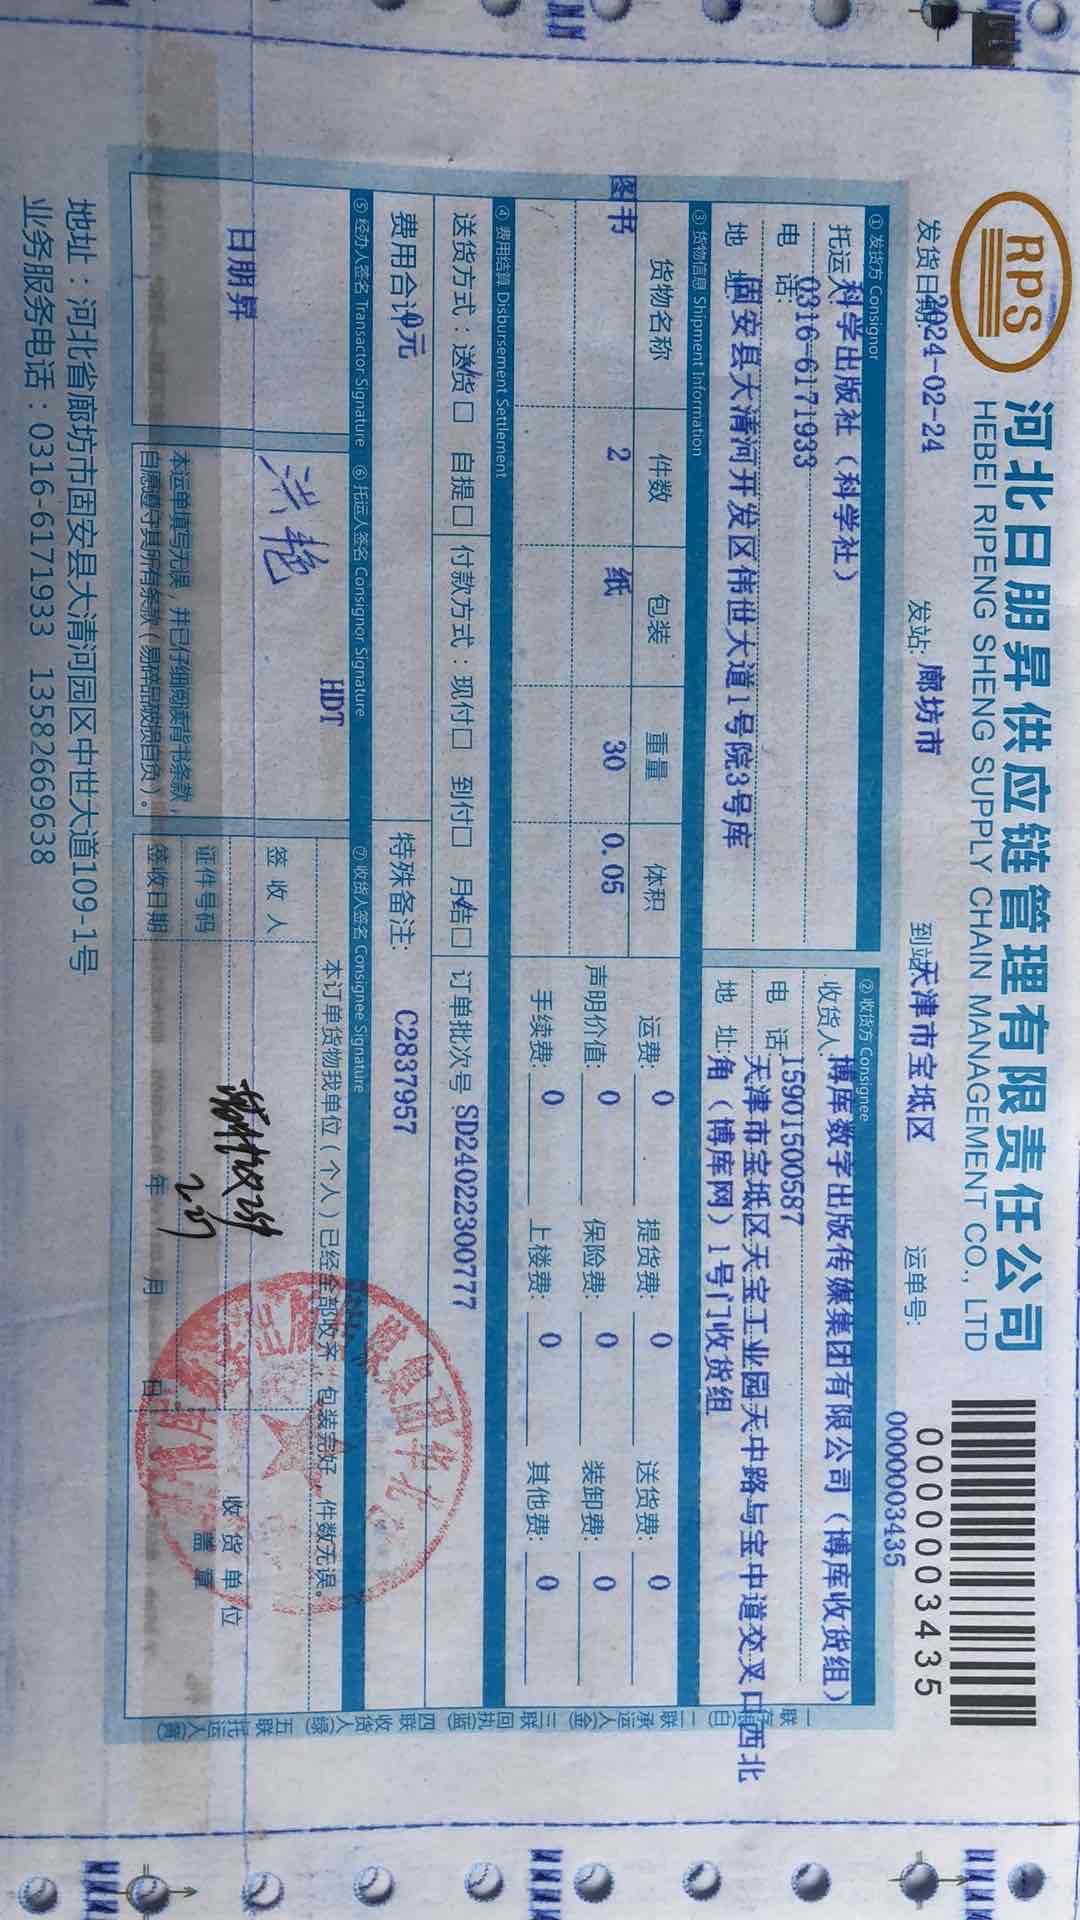 RPS
河北日朋昇供应链管理有限责任公司
HEBEI RIPENG SHENG SUPPLY CHAIN MANAGEMENT CO., LTD
0000003435
发货日期: 2024-02-24 发站: 廊坊市 到站: 天津市宝坻区 运单号: 0000003435
① 发货方 Consignor
托运人 科学出版社（科学社）
电 话: 0316-6171933
地 址: 固安县大清河开发区伟世大道1号院3号库
② 收货方 Consignee
收货人: 博库数字出版传媒集团有限公司（博库收货组）
电 话: 15901500587
地 址: 天津市宝坻区天宝工业园天中路与宝中道交叉口西北
角（博库网）1号门收货组
③ 货物信息 Shipment Information
货物名称 件数 包装 重量 体积
图书 2 纸 30 0.05
运费: 0 提货费: 0 送货费: 0
声明价值: 0 保险费: 0 装卸费: 0
手续费: 0 上楼费: 0 其他费: 0
④ 费用结算 Disbursement Settlement
送货方式：送货√□ 自提□ 付款方式：现付□ 到付□ 月结√□ 订单批次号 SD240222300777
费用合计 0元 特殊备注: C2837957
⑤ 经办人签名 Transactor Signature
日朋昇
⑥ 托运人签名 Consignor Signature
HDT
洪艳
本运单填写无误，并已仔细阅读背书条款，
自愿遵守其所有条款（易碎品破损自负）。
⑦ 收货人签名 Consignee Signature
本订单货物我单位（个人）已经全部收齐，包装完好，件数无误。
签 收 人
证件号码
签收日期 年 月 日
2.27
收 货 单 位
盖 章
一联存根(白) 二联承运人(金) 三联回执(蓝) 四联收货人(绿) 五联托运人(黄)
地址：河北省廊坊市固安县大清河园区中世大道109-1号
业务服务电话：0316-6171933 13582669638